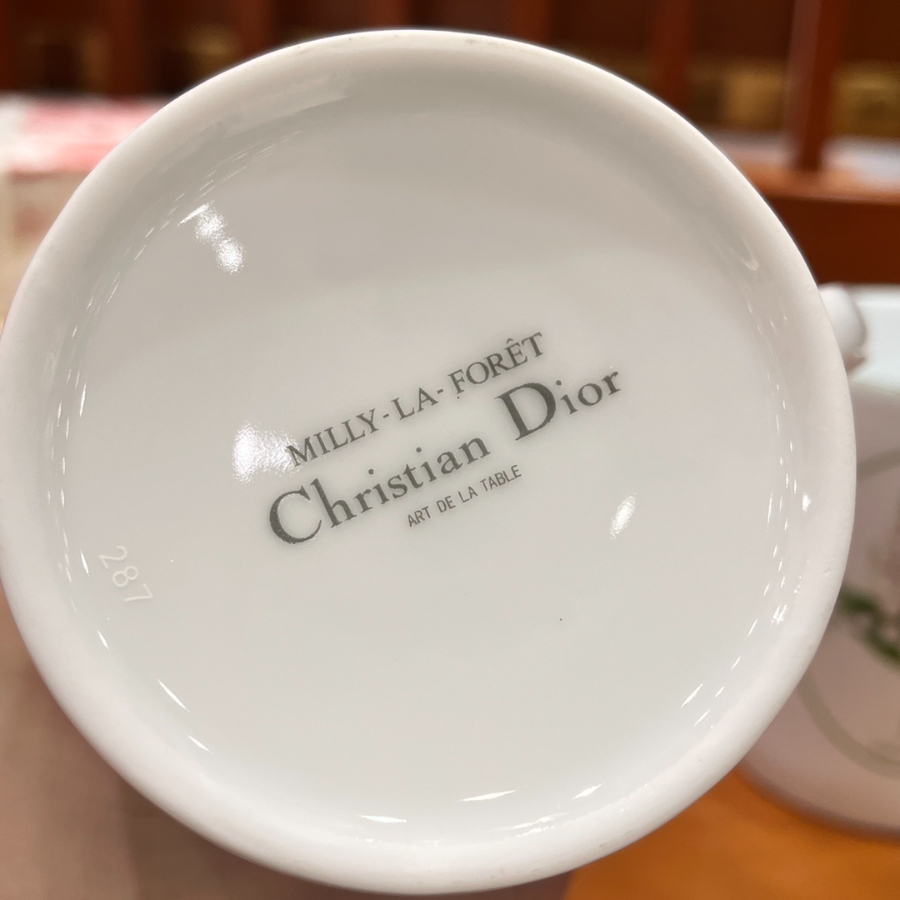 MILLY-LA-FORÊT
Christian Dior
ART DE LA TABLE
287